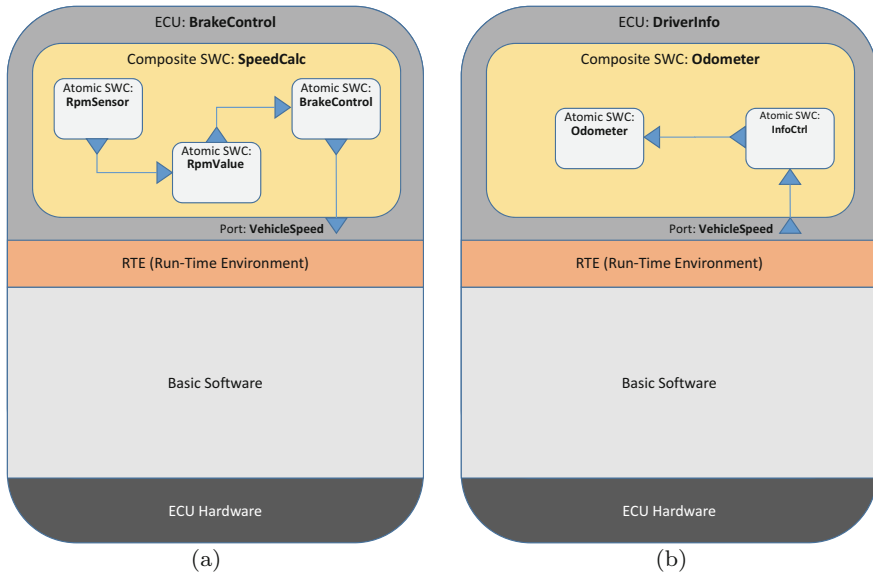 ECU: BrakeControl
Composite SWC: SpeedCalc
Atomic SWC:
RpmSensor
Atomic SWC:
BrakeControl
Atomic SWC:
RpmValue
Port: VehicleSpeed
RTE (Run-Time Environment)
Basic Software
ECU Hardware
(a)
ECU: DriverInfo
Composite SWC: Odometer
Atomic SWC:
Odometer
Atomic SWC:
InfoCtrl
Port: VehicleSpeed
RTE (Run-Time Environment)
Basic Software
ECU Hardware
(b)